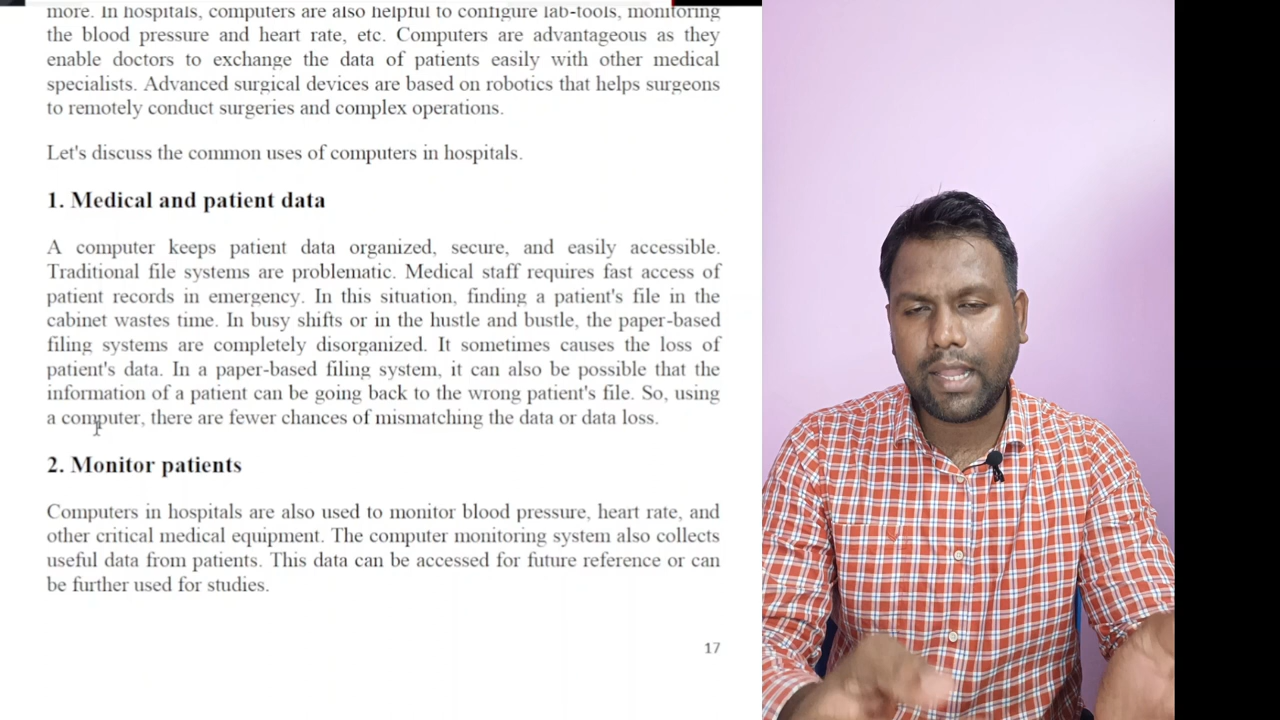 more. In hospitals, computers are also helpful to configure lab-tools, monitoring
the blood pressure and heart rate, etc. Computers are advantageous as they
enable doctors to exchange the data of patients easily with other medical
specialists. Advanced surgical devices are based on robotics that helps surgeons
to remotely conduct surgeries and complex operations.
Let's discuss the common uses of computers in hospitals.
1. Medical and patient data
A computer keeps patient data organized, secure, and easily accessible.
Traditional file systems are problematic. Medical staff requires fast access of
patient records in emergency. In this situation, finding a patient's file in the
cabinet wastes time. In busy shifts or in the hustle and bustle, the paper-based
filing systems are completely disorganized. It sometimes causes the loss of
patient's data. In a paper-based filing system, it can also be possible that the
information of a patient can be going back to the wrong patient's file. So, using
a computer, there are fewer chances of mismatching the data or data loss.
2. Monitor patients
Computers in hospitals are also used to monitor blood pressure, heart rate, and
other critical medical equipment. The computer monitoring system also collects
useful data from patients. This data can be accessed for future reference or can
be further used for studies.
17